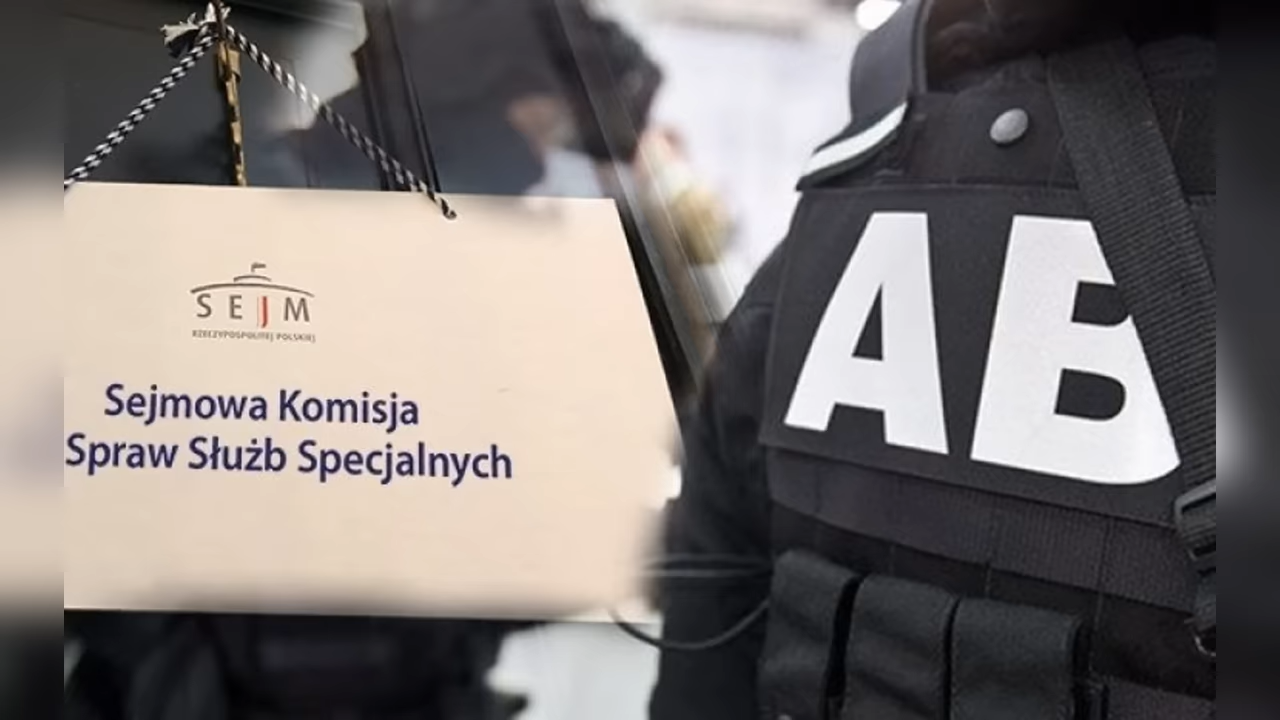 SEJM
RZECZYPOSPOLITEJ POLSKIEJ
Sejmowa Komisja
Spraw Służb Specjalnych
AB